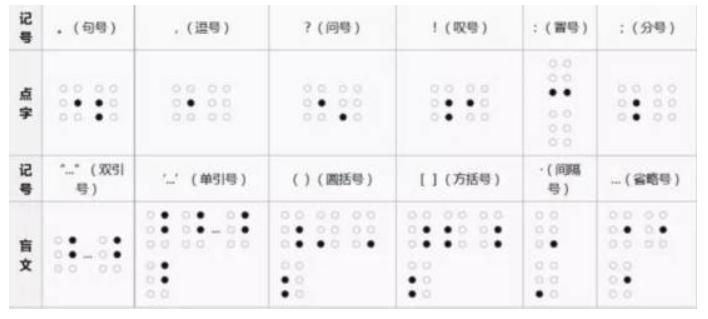 记号 。(句号) ，(逗号) ？(问号) ！(叹号) ：(冒号) ；(分号)
点字
记号 “…”（双引号） ‘…’（单引号） ( )（圆括号） [ ]（方括号） ·（间隔号） …（省略号）
盲文